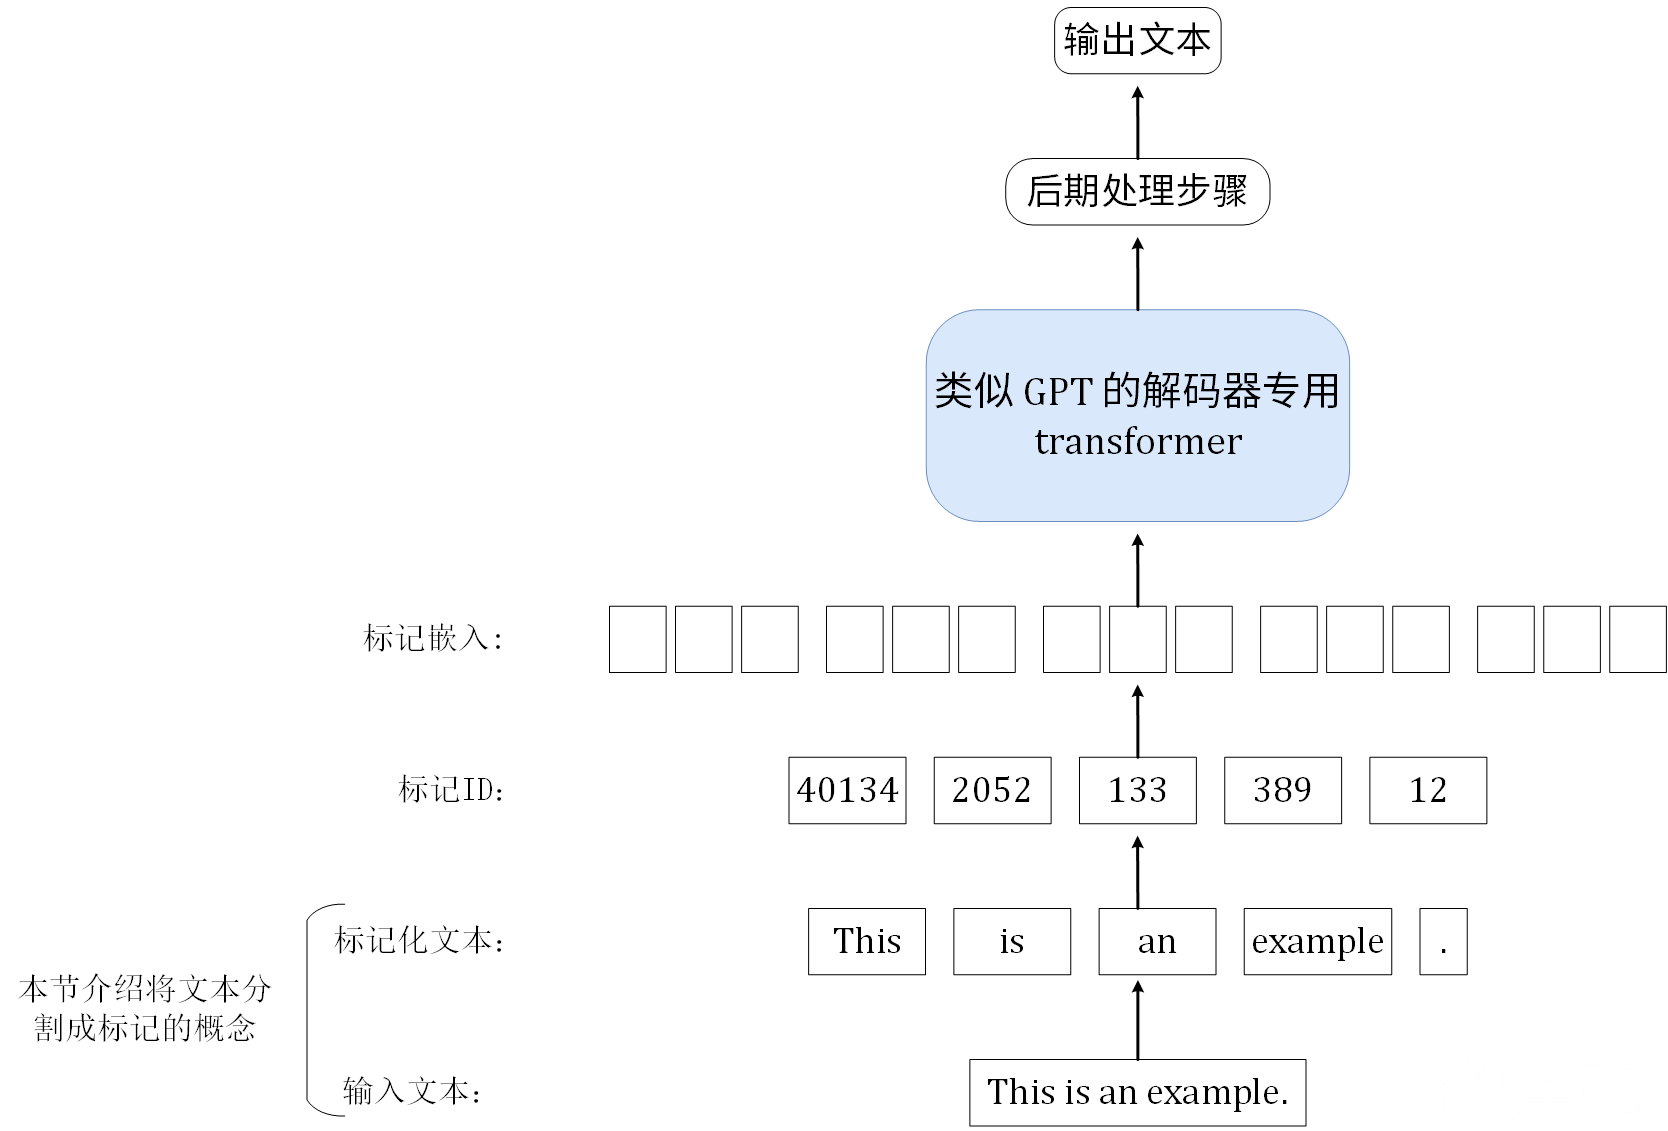 输出文本
后期处理步骤
类似 GPT 的解码器专用
transformer
标记嵌入:
标记ID: 40134 2052 133 389 12
标记化文本: This is an example .
本节介绍将文本分
割成标记的概念
输入文本: This is an example.